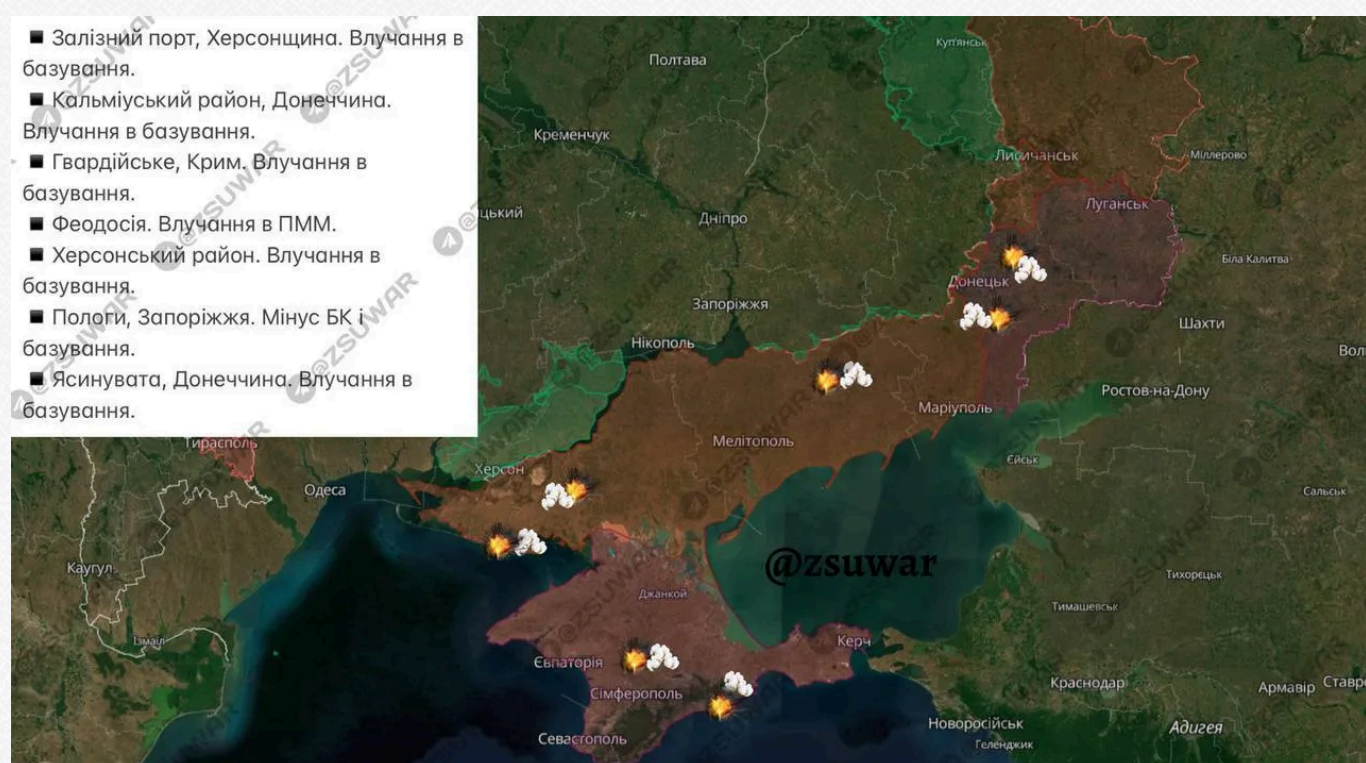 ■ Залізний порт, Херсонщина. Влучання в
базування.
■ Кальміуський район, Донеччина.
Влучання в базування.
■ Гвардійське, Крим. Влучання в
базування.
■ Феодосія. Влучання в ПММ.
■ Херсонський район. Влучання в
базування.
■ Пологи, Запоріжжя. Мінус БК і
базування.
■ Ясинувата, Донеччина. Влучання в
базування.
Куп'янськ
Полтава
Кременчук
Лисичанськ
Міллерово
Луганськ
Дніпро
Біла Калитва
Донецьк
Запоріжжя
Шахти
Нікополь
Ростов-на-Дону
Маріуполь
Мелітополь
Тирасполь
Херсон
Єйськ
Одеса
Сальськ
@zsuwar
Каугул
Тихорецьк
Джанкой
Тимашевськ
Ізмаїл
Керч
Євпаторія
Сімферополь
Краснодар
Армавір
Новоросійськ
Адигея
Севастополь
Геленджик
@ZSUWAR